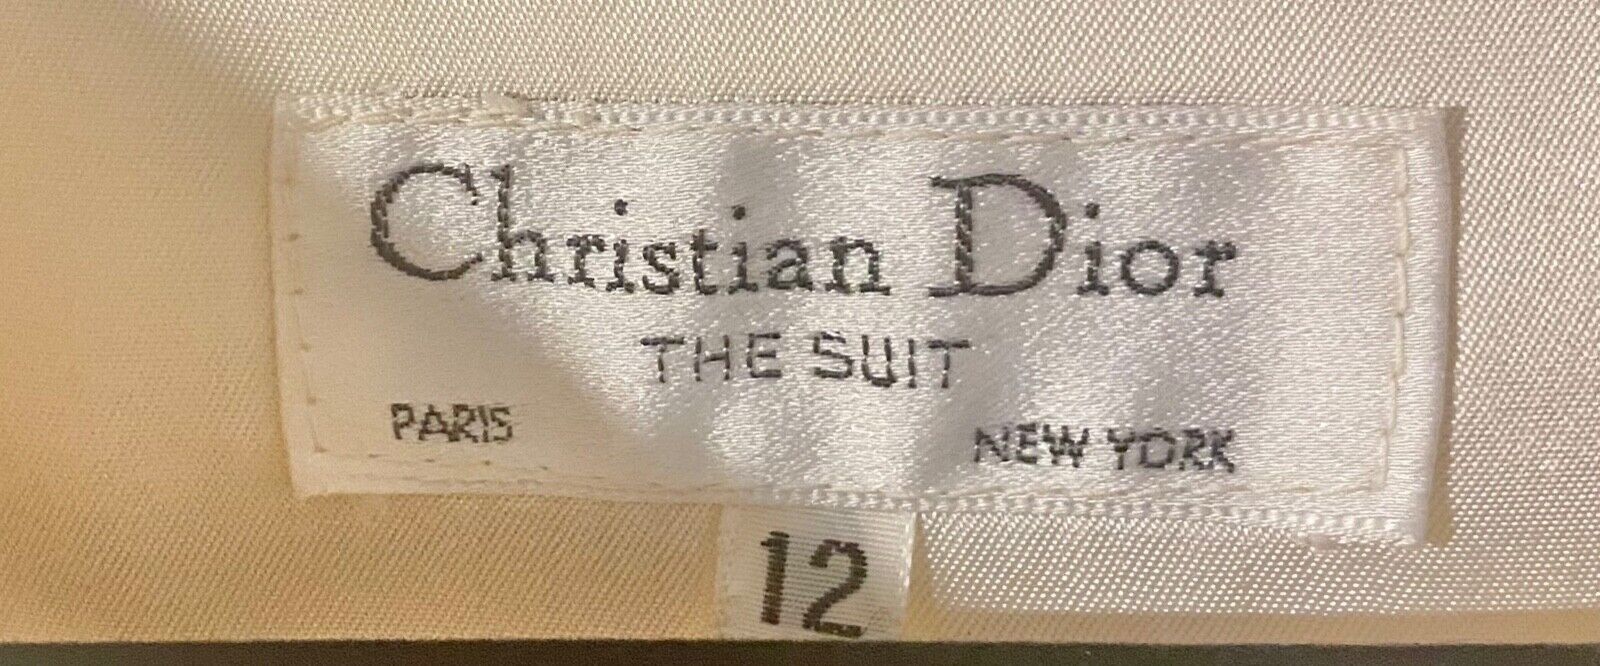 Christian Dior
THE SUIT
PARIS NEW YORK
12